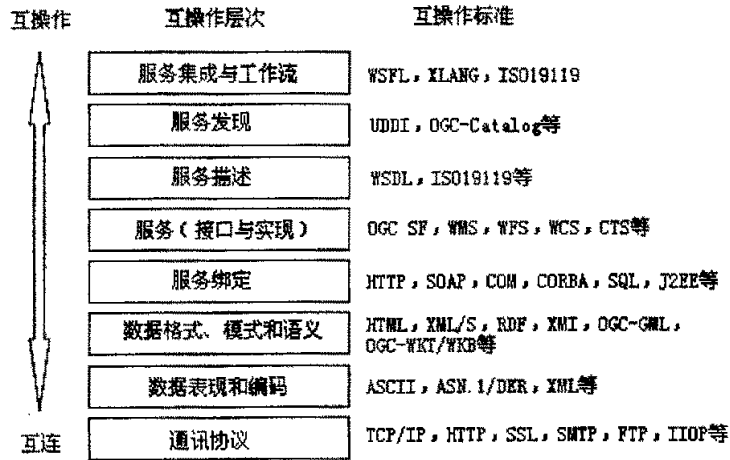 互操作 互操作层次 互操作标准
服务集成与工作流 WSFL，XLANG，ISO19119
服务发现 UDDI，OGC-Catalog等
服务描述 WSDL，ISO19119等
服务（接口与实现） OGC SF，WMS，WFS，WCS，CTS等
服务绑定 HTTP，SOAP，COM，CORBA，SQL，J2EE等
数据格式、模式和语义 HTML，XML/S，RDF，XMI，OGC-GML，
OGC-WKT/WKB等
数据表现和编码 ASCII，ASN.1/DER，XML等
互连 通讯协议 TCP/IP，HTTP，SSL，SMTP，FTP，IIOP等